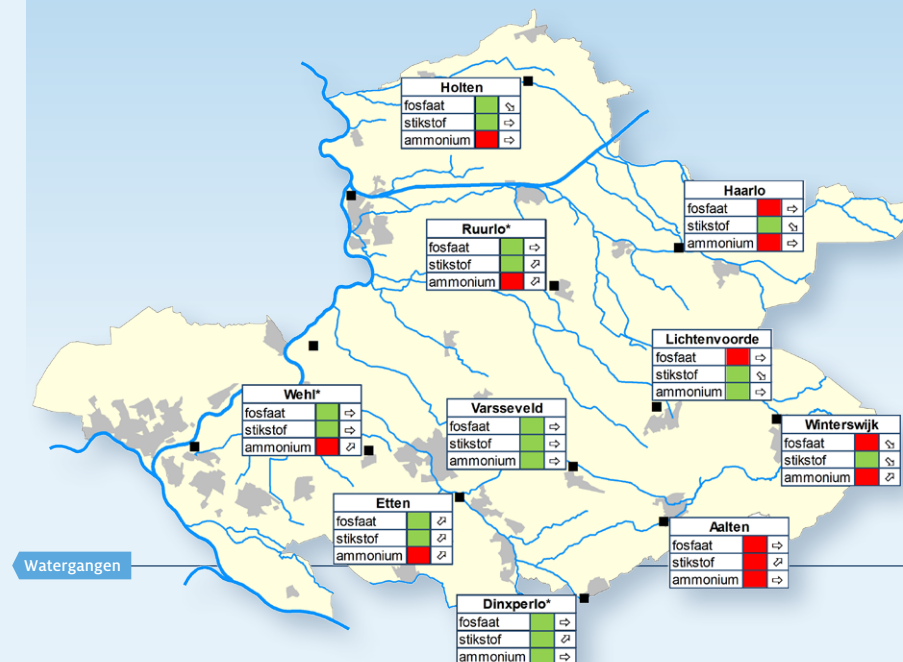 Holten
fosfaat
stikstof
ammonium
Haarlo
fosfaat
stikstof
ammonium
Ruurlo*
fosfaat
stikstof
ammonium
Lichtenvoorde
fosfaat
stikstof
ammonium
Wehl*
fosfaat
stikstof
ammonium
Varsseveld
fosfaat
stikstof
ammonium
Winterswijk
fosfaat
stikstof
ammonium
Etten
fosfaat
stikstof
ammonium
Aalten
fosfaat
stikstof
ammonium
Watergangen
Dinxperlo*
fosfaat
stikstof
ammonium